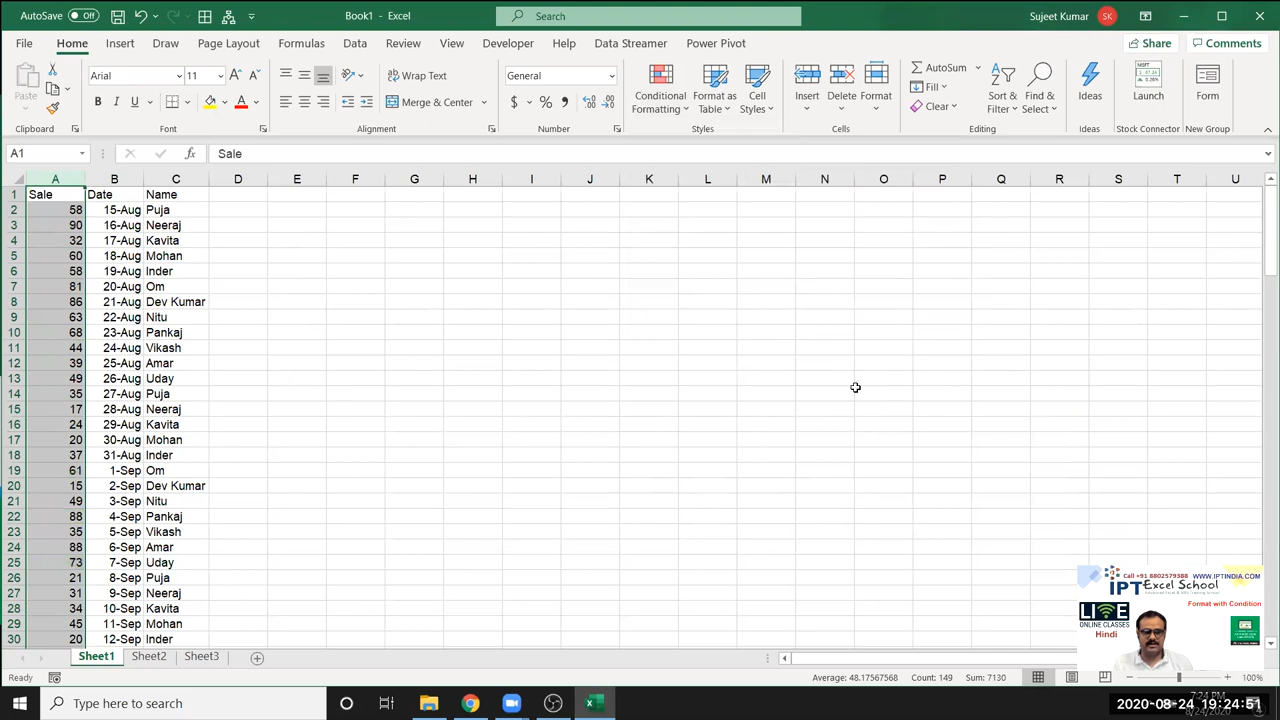 AutoSave Off Book1 - Excel Search Sujeet Kumar SK
File Home Insert Draw Page Layout Formulas Data Review View Developer Help Data Streamer Power Pivot Share Comments
Paste Arial 11 Wrap Text General Conditional Formatting Format as Table Cell Styles Insert Delete Format AutoSum Fill Clear Sort & Filter Find & Select Ideas Launch Form
B I U A Merge & Center $ % ,
Clipboard Font Alignment Number Styles Cells Editing Ideas Stock Connector New Group
A1 fx Sale
A B C D E F G H I J K L M N O P Q R S T U
1 Sale Date Name
2 58 15-Aug Puja
3 90 16-Aug Neeraj
4 32 17-Aug Kavita
5 60 18-Aug Mohan
6 58 19-Aug Inder
7 81 20-Aug Om
8 86 21-Aug Dev Kumar
9 63 22-Aug Nitu
10 68 23-Aug Pankaj
11 44 24-Aug Vikash
12 39 25-Aug Amar
13 49 26-Aug Uday
14 35 27-Aug Puja
15 17 28-Aug Neeraj
16 24 29-Aug Kavita
17 20 30-Aug Mohan
18 37 31-Aug Inder
19 61 1-Sep Om
20 15 2-Sep Dev Kumar
21 49 3-Sep Nitu
22 88 4-Sep Pankaj
23 35 5-Sep Vikash
24 88 6-Sep Amar
25 73 7-Sep Uday
26 21 8-Sep Puja
27 31 9-Sep Neeraj
28 34 10-Sep Kavita
29 45 11-Sep Mohan
30 20 12-Sep Inder
Call +91 8802579388 WWW.IPTINDIA.COM
IPT Excel School
Format with Condition
LIVE
ONLINE CLASSES
Hindi
Sheet1 Sheet2 Sheet3
Ready Average: 48.17567568 Count: 149 Sum: 7130 100%
Type here to search
7:24 PM
2020-08-24 19:24:51
8/24/2020